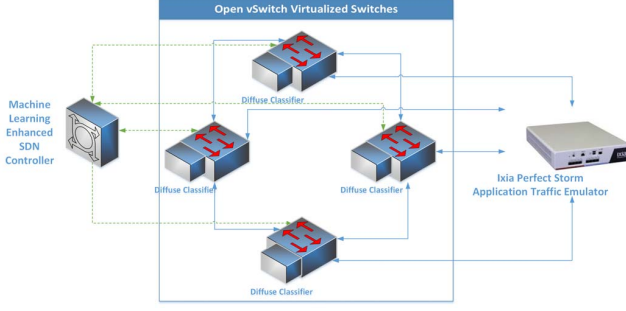 Open vSwitch Virtualized Switches
Diffuse Classifier
Machine
Learning
Enhanced
SDN
Controller
Diffuse Classifier
Diffuse Classifier
Ixia Perfect Storm
Application Traffic Emulator
Diffuse Classifier